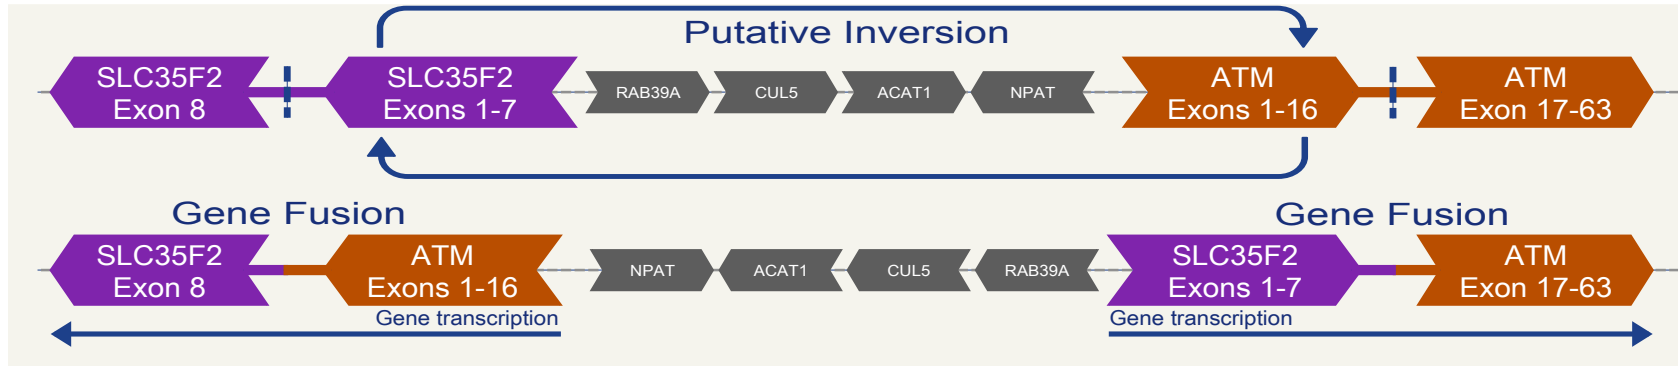 Putative Inversion
SLC35F2
Exon 8
SLC35F2
Exons 1-7
RAB39A
CUL5
ACAT1
NPAT
ATM
Exons 1-16
ATM
Exon 17-63
Gene Fusion
Gene Fusion
SLC35F2
Exon 8
ATM
Exons 1-16
NPAT
ACAT1
CUL5
RAB39A
SLC35F2
Exons 1-7
ATM
Exon 17-63
Gene transcription
Gene transcription